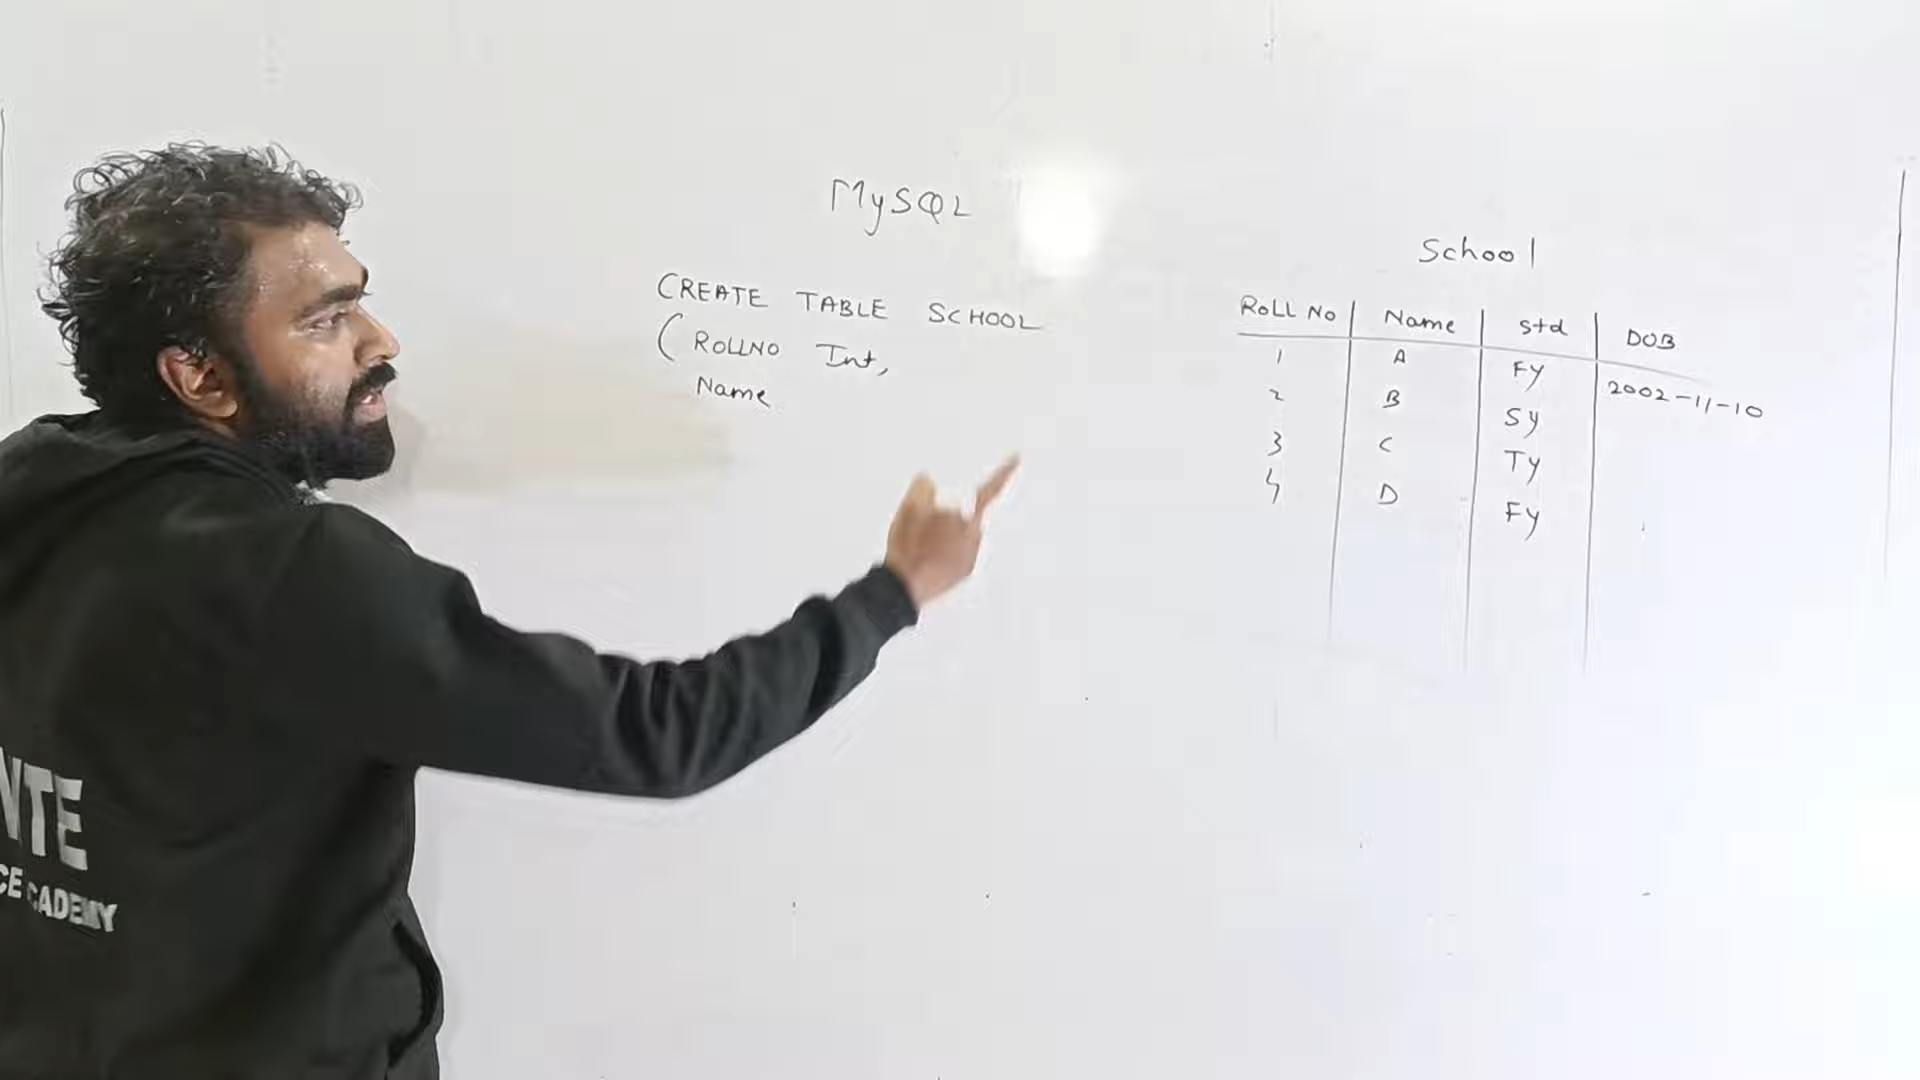 MySQL
CREATE TABLE SCHOOL
(ROLLNO Int,
Name
School
RoLL No Name std DOB
1 A Fy 2002-11-10
2 B Sy
3 C Ty
4 D Fy
NTE
CE CADEMY